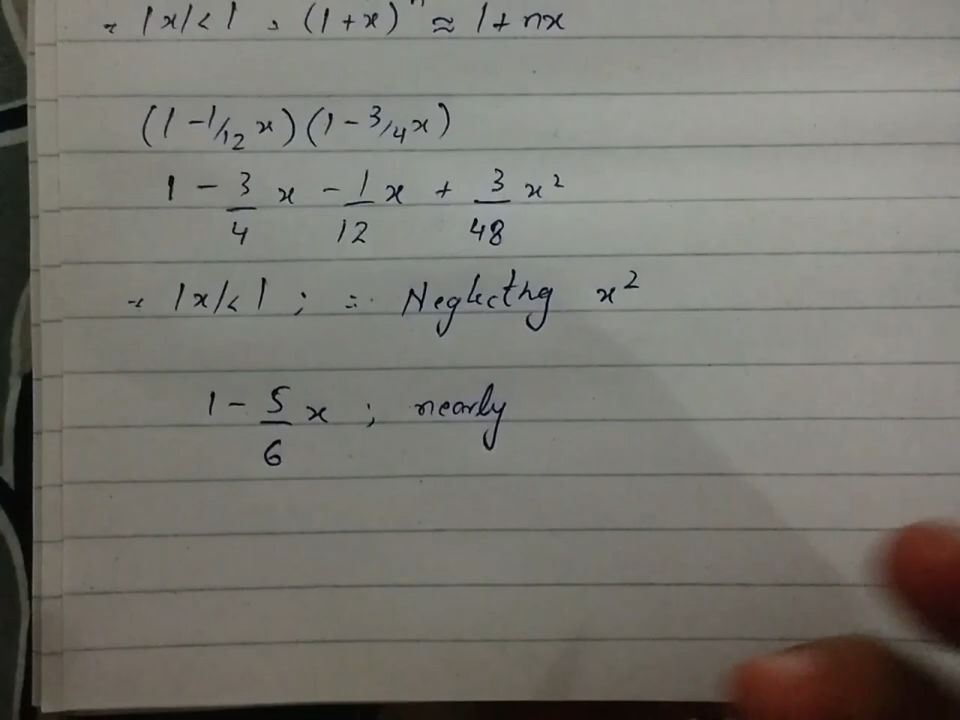 ∵ |x|<1, (1+x)ⁿ ≈ 1+nx
(1-1/12 x)(1-3/4 x)
1 - 3/4 x - 1/12 x + 3/48 x²
∵ |x|<1; ∴ Neglecting x²
1 - 5/6 x ; nearly